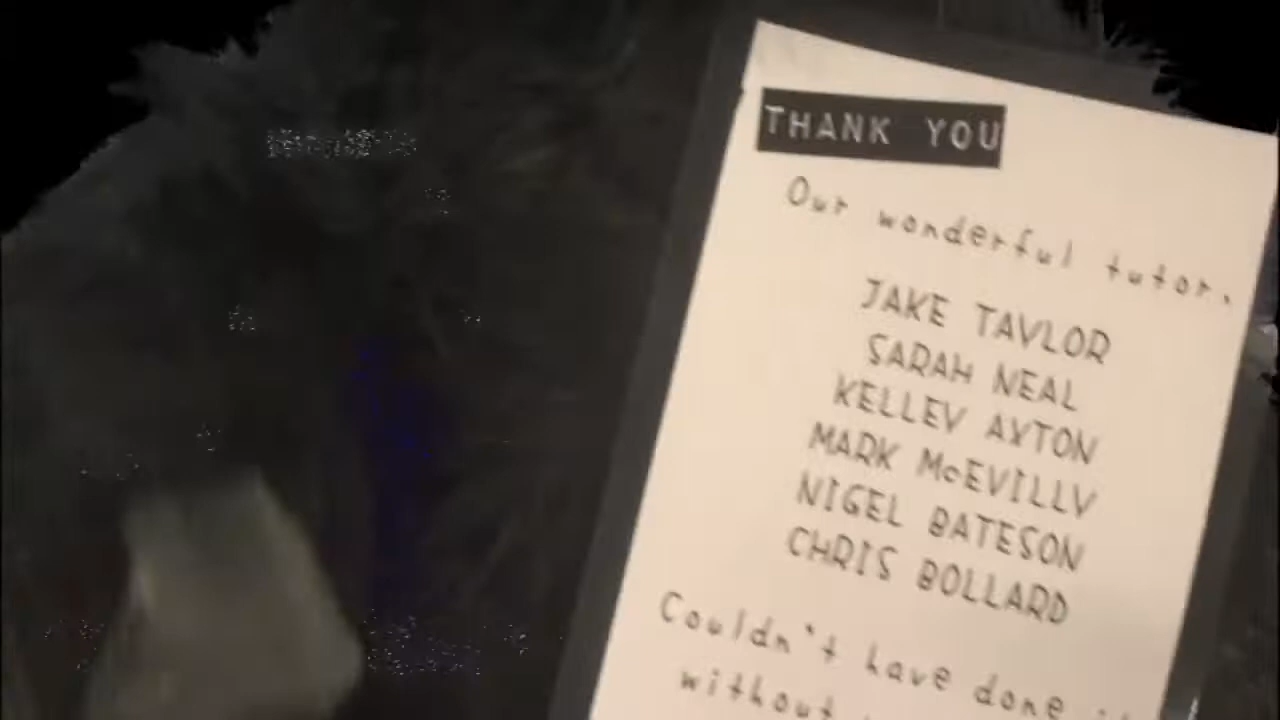 THANK YOU
Our wonderful tutor.
JAKE TAVLOR
SARAH NEAL
KELLEV AYTON
MARK McEVILLV
NIGEL BATESON
CHRIS BOLLARD
Couldn't have done
without